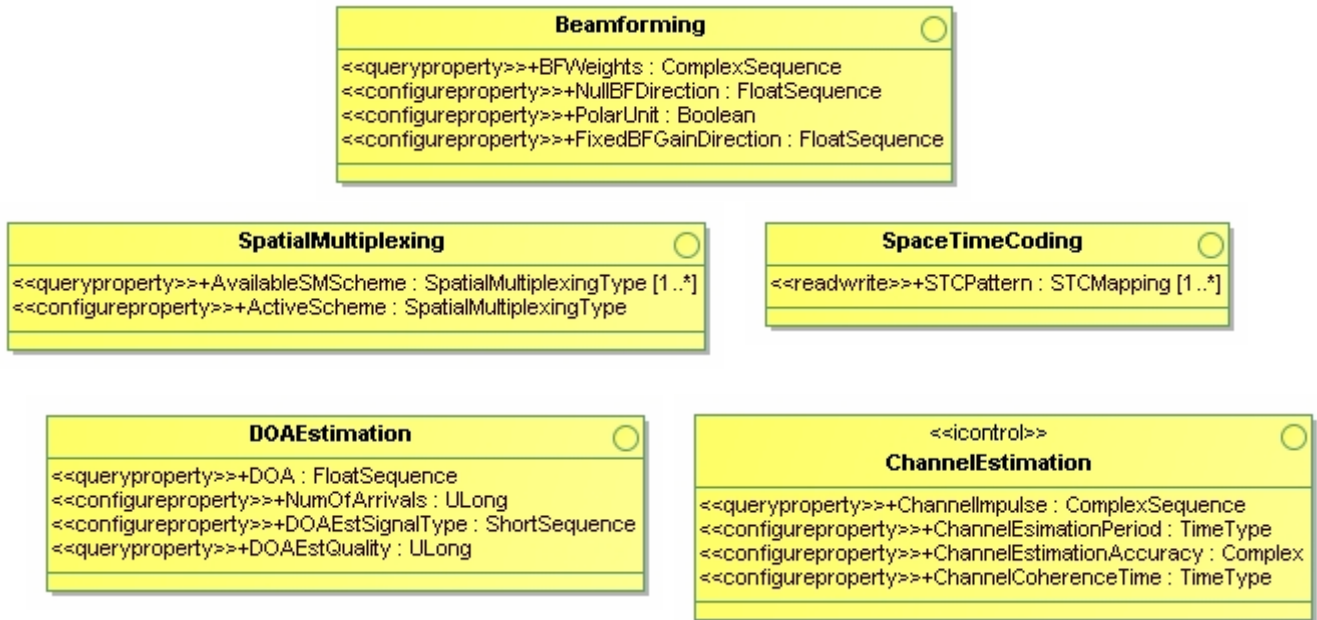 Beamforming
<<queryproperty>>+BFWeights : ComplexSequence
<<configureproperty>>+NullBFDirection : FloatSequence
<<configureproperty>>+PolarUnit : Boolean
<<configureproperty>>+FixedBFGainDirection : FloatSequence
SpatialMultiplexing
<<queryproperty>>+AvailableSMScheme : SpatialMultiplexingType [1..*]
<<configureproperty>>+ActiveScheme : SpatialMultiplexingType
SpaceTimeCoding
<<readwrite>>+STCPattern : STCMapping [1..*]
DOAEstimation
<<queryproperty>>+DOA : FloatSequence
<<configureproperty>>+NumOfArrivals : ULong
<<configureproperty>>+DOAEstSignalType : ShortSequence
<<queryproperty>>+DOAEstQuality : ULong
<<icontrol>>
ChannelEstimation
<<queryproperty>>+ChannelImpulse : ComplexSequence
<<configureproperty>>+ChannelEsimationPeriod : TimeType
<<configureproperty>>+ChannelEstimationAccuracy : Complex
<<configureproperty>>+ChannelCoherenceTime : TimeType